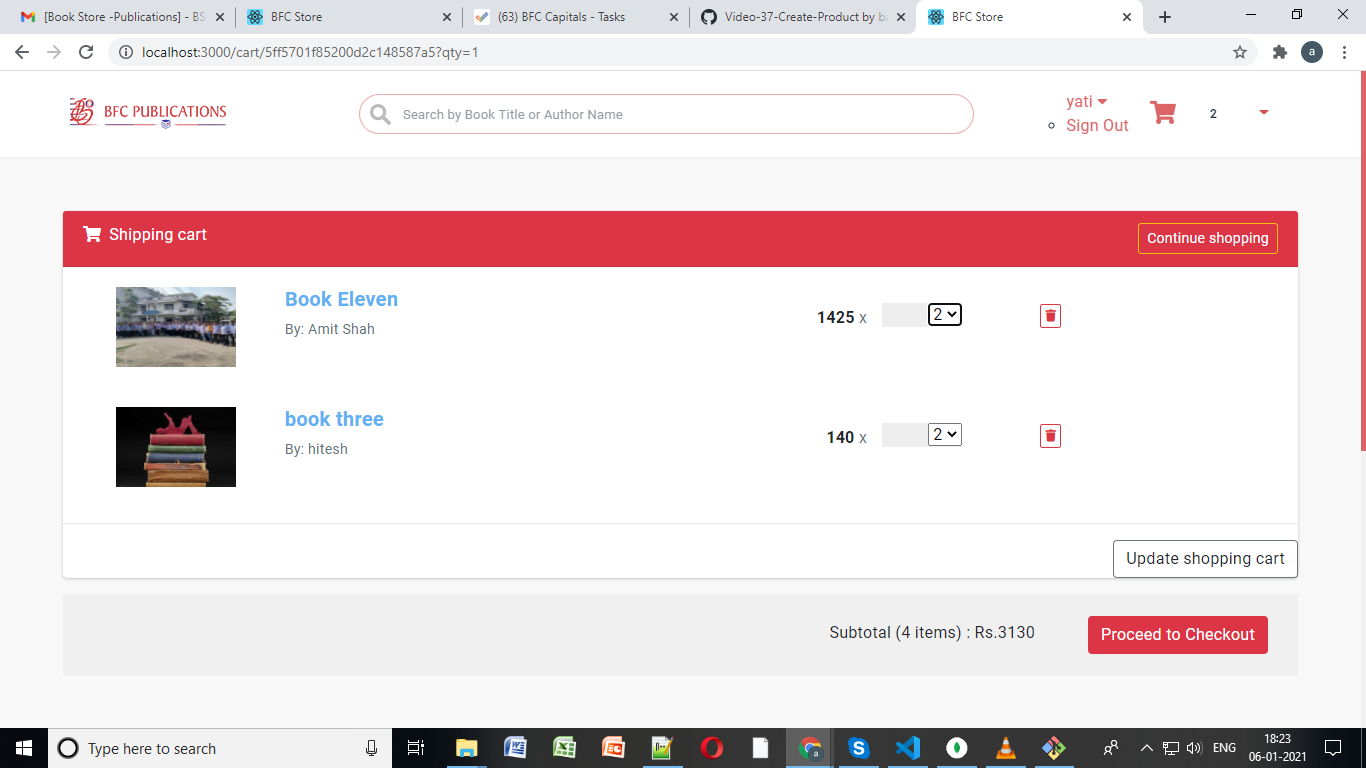 [Book Store -Publications] - BS
BFC Store
(63) BFC Capitals - Tasks
Video-37-Create-Product by ba
BFC Store
localhost:3000/cart/5ff5701f85200d2c148587a5?qty=1
a
BFC PUBLICATIONS
Search by Book Title or Author Name
yati
Sign Out
2
Shipping cart
Continue shopping
Book Eleven
By: Amit Shah
1425 x
2
book three
By: hitesh
140 x
2
Update shopping cart
Subtotal (4 items) : Rs.3130
Proceed to Checkout
Type here to search
ENG
18:23
06-01-2021